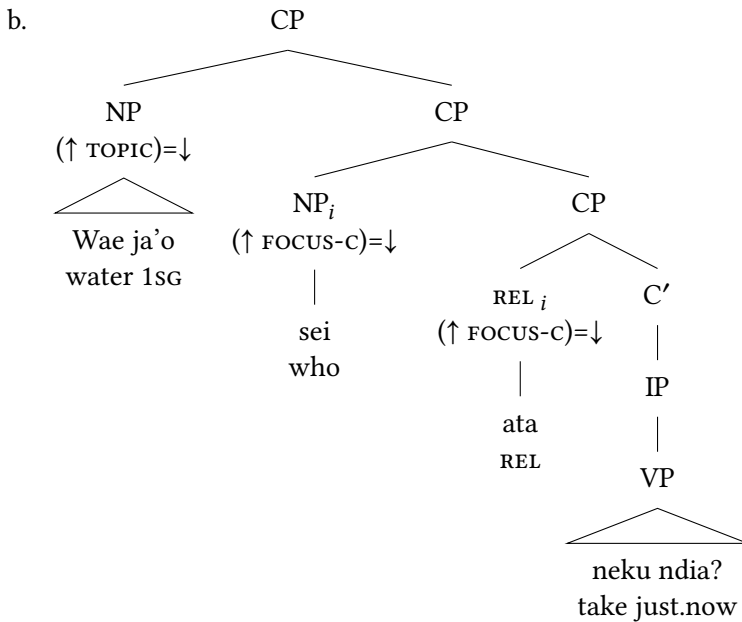 b.
CP
NP CP
(↑ TOPIC)=↓
Wae ja’o NPᵢ CP
water 1SG (↑ FOCUS-C)=↓
sei REL ᵢ C′
who (↑ FOCUS-C)=↓
ata IP
REL
VP
neku ndia?
take just.now